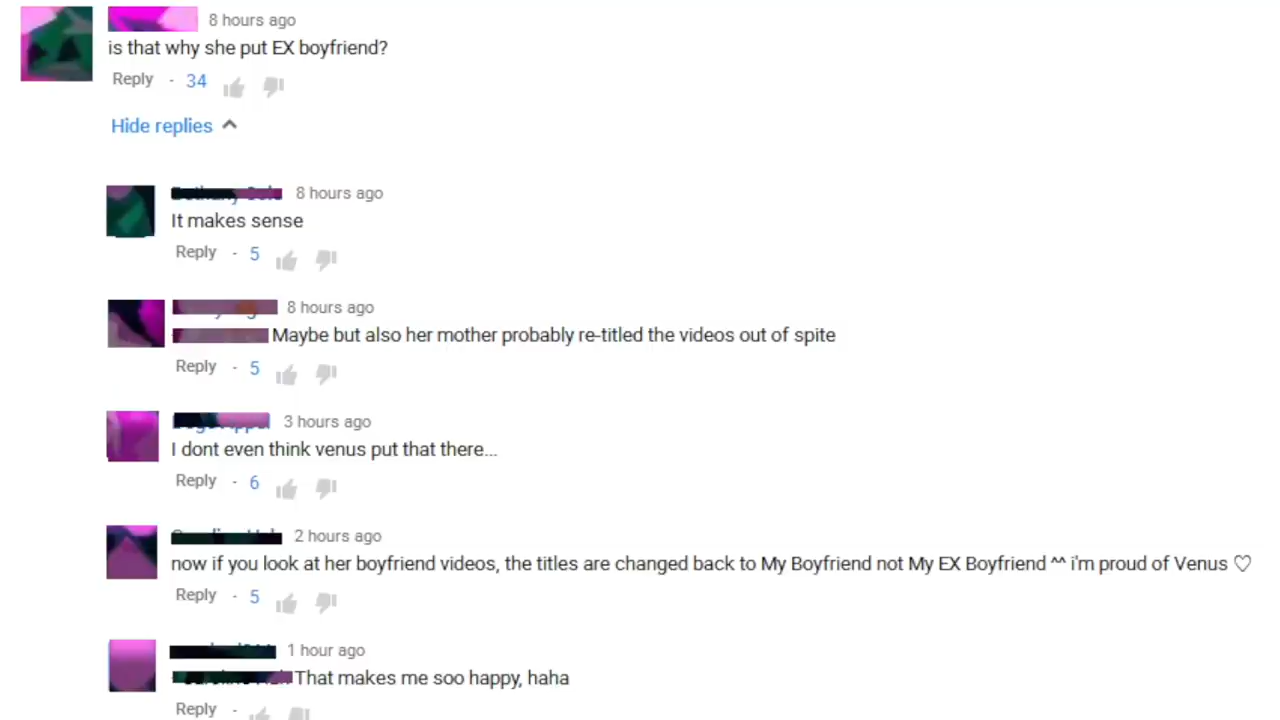 8 hours ago
is that why she put EX boyfriend?
Reply · 34
Hide replies
8 hours ago
It makes sense
Reply · 5
8 hours ago
Maybe but also her mother probably re-titled the videos out of spite
Reply · 5
3 hours ago
I dont even think venus put that there...
Reply · 6
2 hours ago
now if you look at her boyfriend videos, the titles are changed back to My Boyfriend not My EX Boyfriend ^^ i'm proud of Venus ♡
Reply · 5
1 hour ago
That makes me soo happy, haha
Reply ·